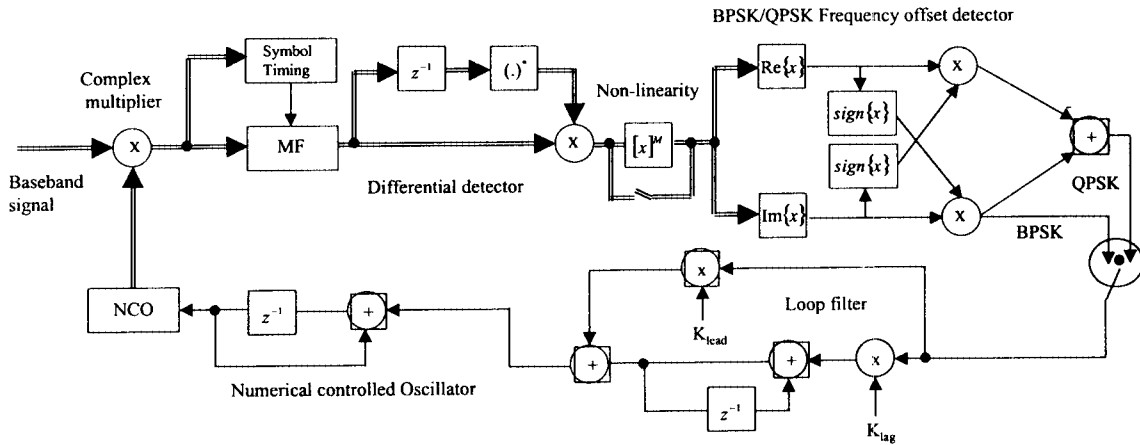 BPSK/QPSK Frequency offset detector
Symbol
Timing
z⁻¹
(.)*
Re{x}
x
Complex
multiplier
Non-linearity
sign{x}
x
MF
x
[x]ᴹ
+
sign{x}
Baseband
signal
Differential detector
QPSK
Im{x}
x
BPSK
x
NCO
z⁻¹
+
K_lead
Loop filter
+
+
x
Numerical controlled Oscillator
z⁻¹
K_lag